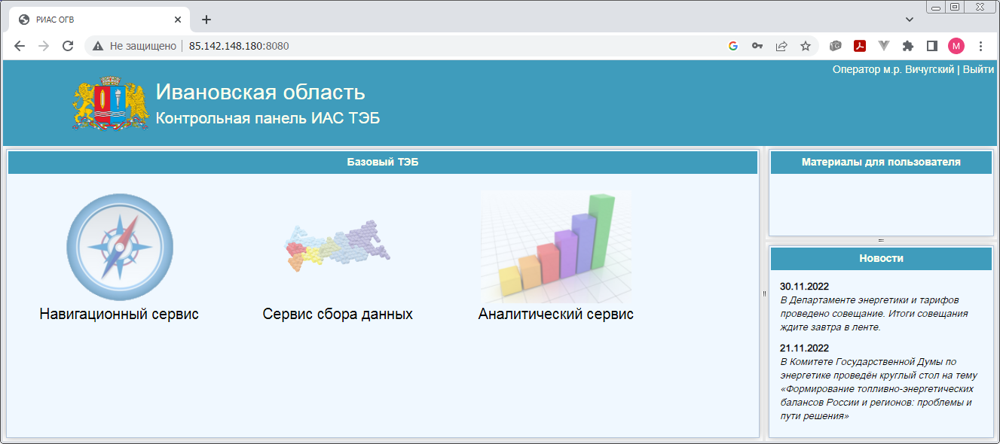 РИАС ОГВ
Не защищено
85.142.148.180:8080
M
Оператор м.р. Вичугский | Выйти
Ивановская область
Контрольная панель ИАС ТЭБ
Базовый ТЭБ
Навигационный сервис
Сервис сбора данных
Аналитический сервис
Материалы для пользователя
Новости
30.11.2022
В Департаменте энергетики и тарифов
проведено совещание. Итоги совещания
ждите завтра в ленте.
21.11.2022
В Комитете Государственной Думы по
энергетике проведён круглый стол на тему
«Формирование топливно-энергетических
балансов России и регионов: проблемы и
пути решения»